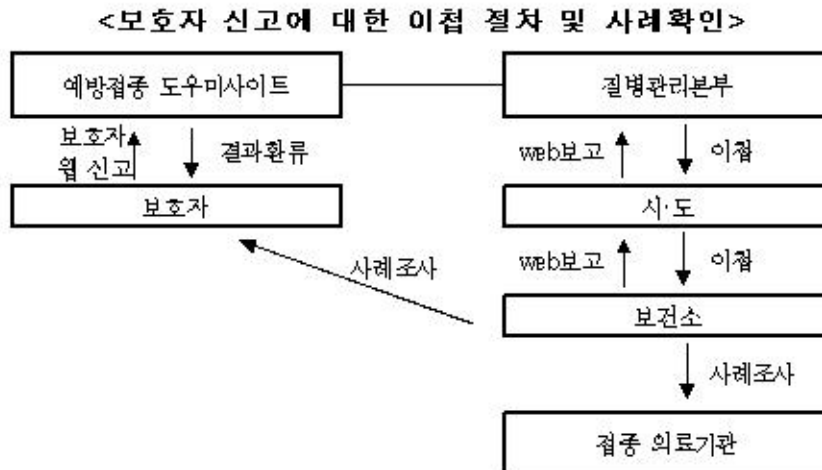 <보호자 신고에 대한 이첩 절차 및 사례확인>
예방접종 도우미사이트
질병관리본부
보호자
웹 신고
결과환류
web보고
이첩
보호자
시·도
사례조사
web보고
이첩
보건소
사례조사
접종 의료기관